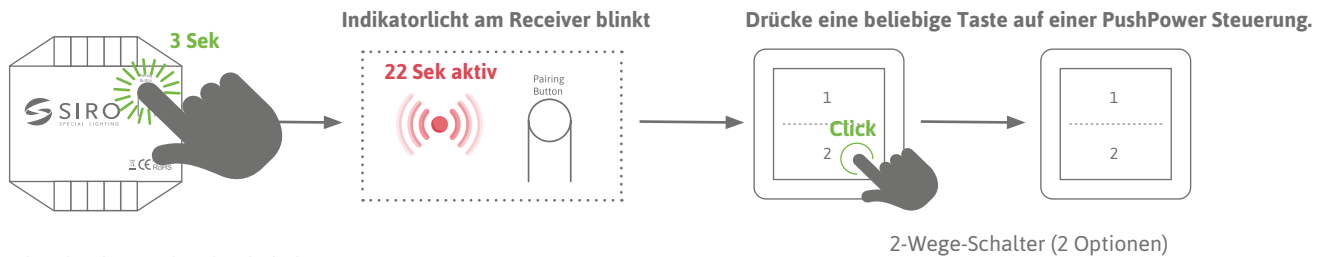 Indikatorlicht am Receiver blinkt
Drücke eine beliebige Taste auf einer PushPower Steuerung.
3 Sek
22 Sek aktiv
Pairing
Button
SIRO
SPECIAL LIGHTING
CE RoHS
1
Click
2
1
2
2-Wege-Schalter (2 Optionen)